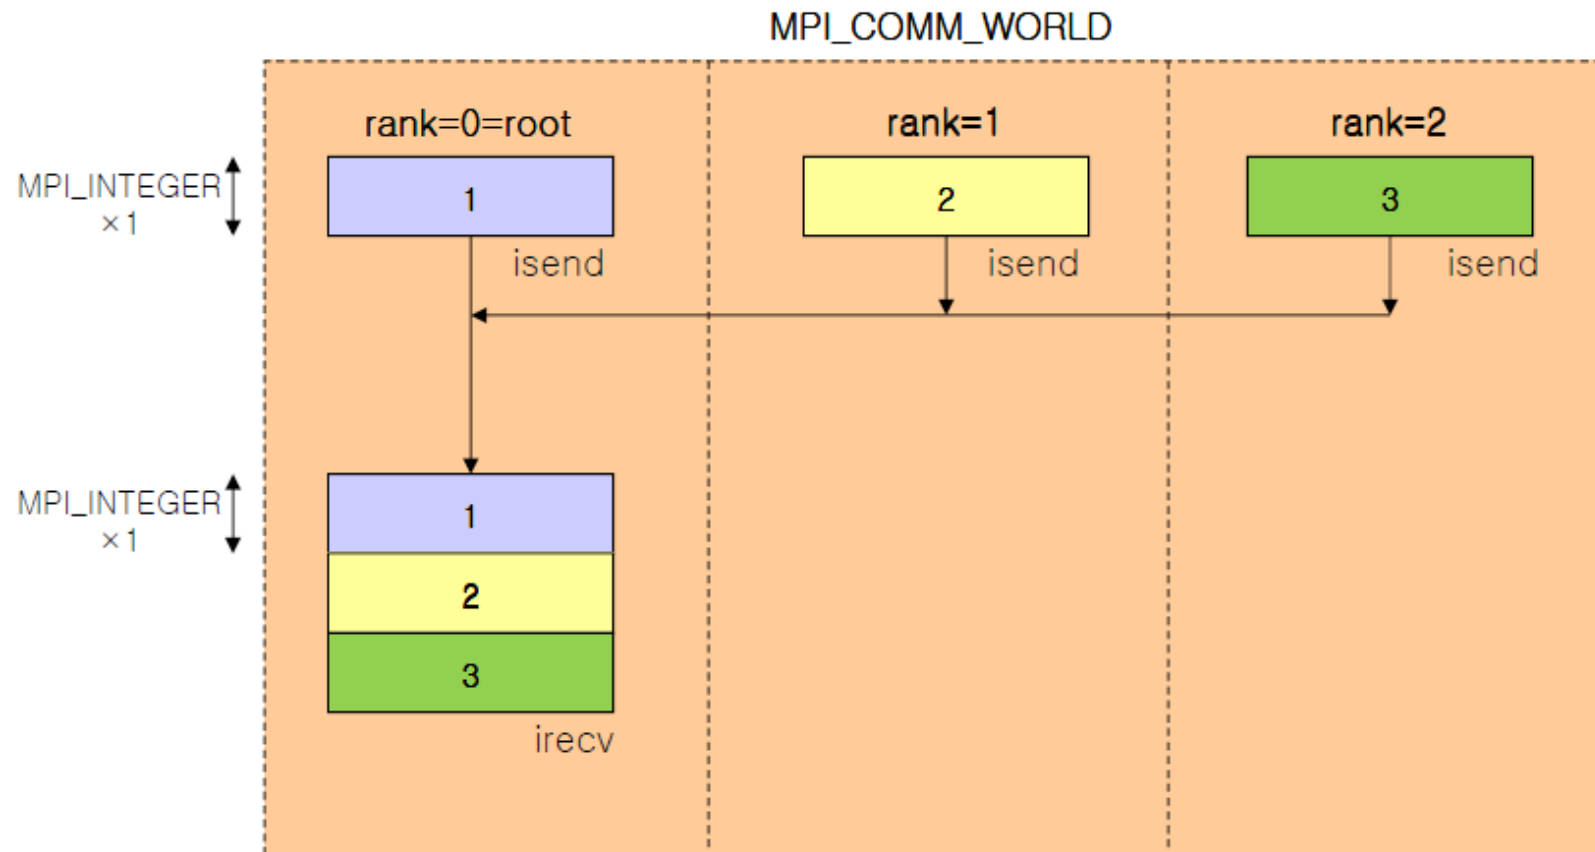 MPI_COMM_WORLD
rank=0=root
rank=1
rank=2
MPI_INTEGER
×1
1
2
3
isend
isend
isend
MPI_INTEGER
×1
1
2
3
irecv